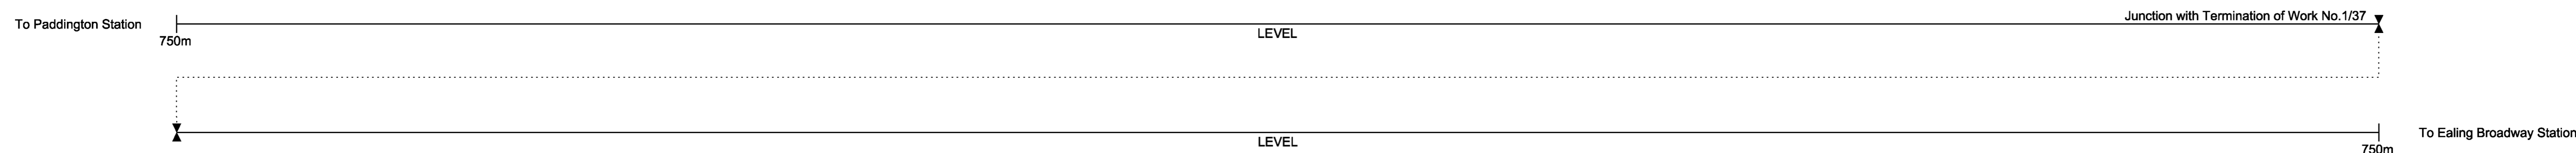 To Paddington Station
Junction with Termination of Work No.1/37
750m
LEVEL
To Ealing Broadway Station
LEVEL
750m